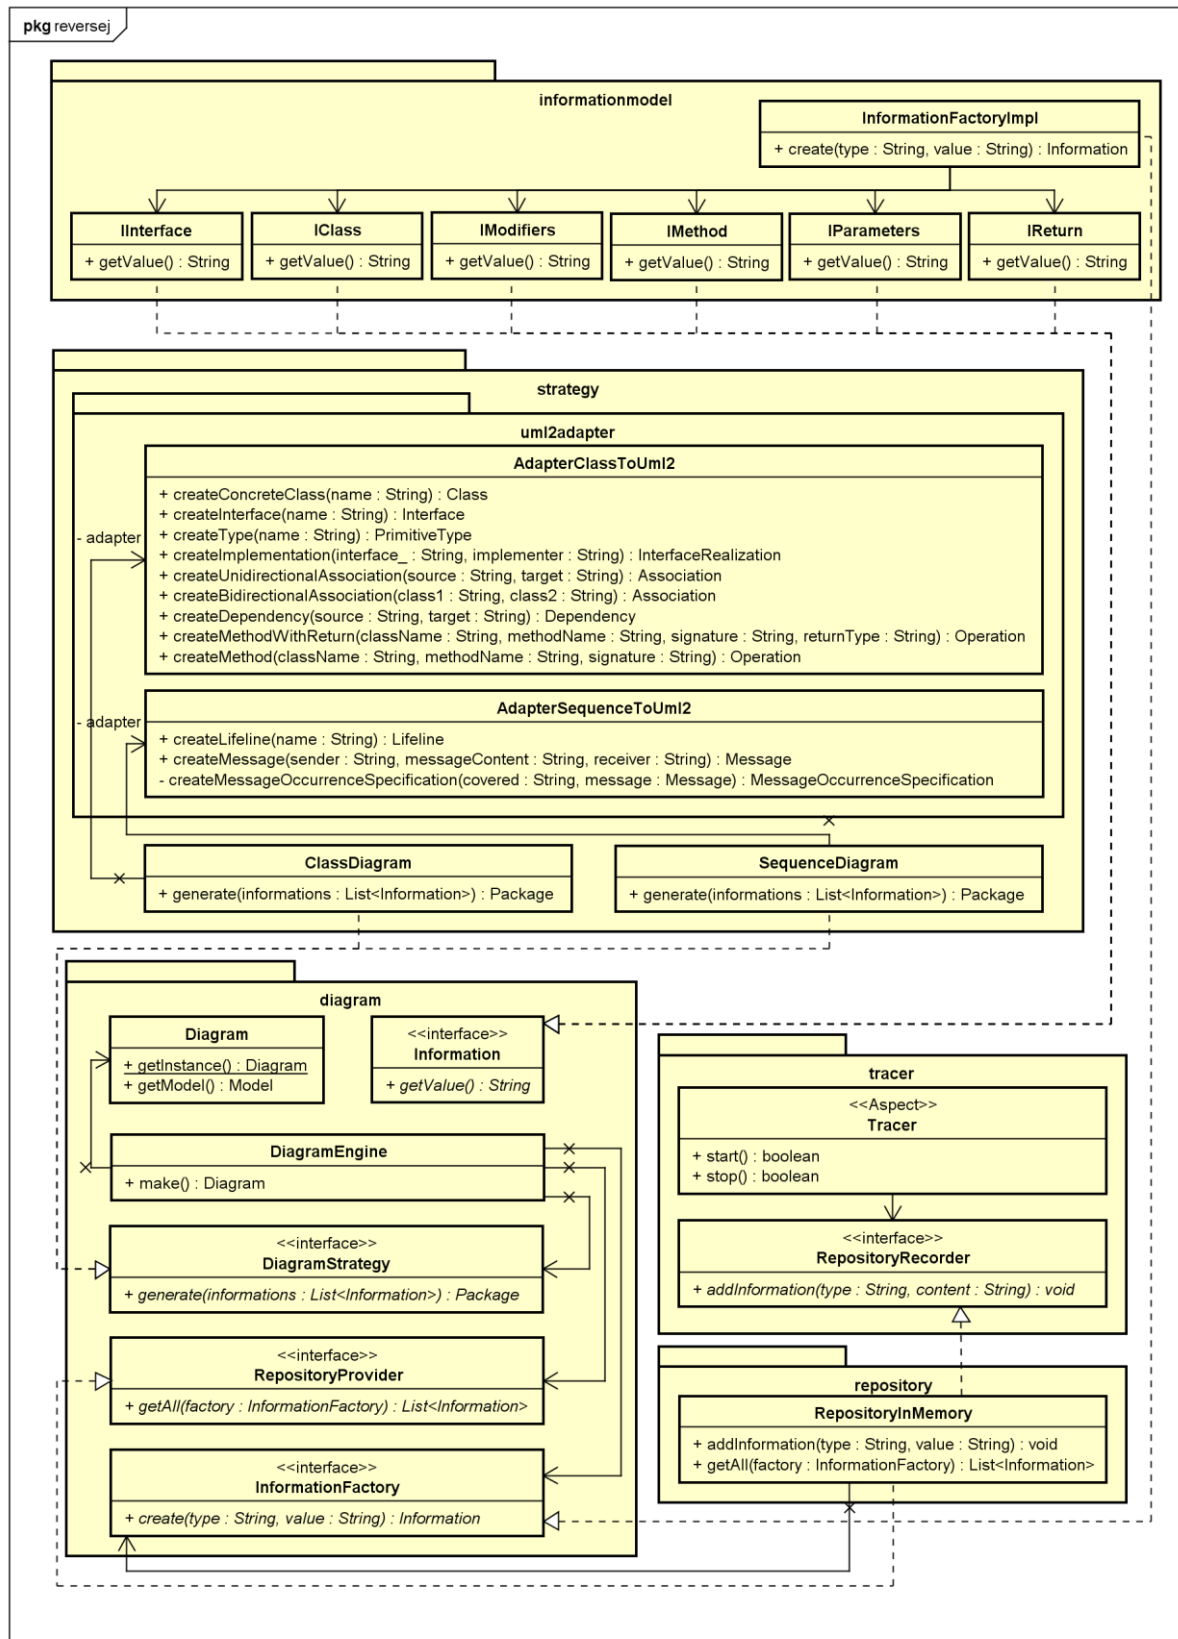 pkg reversej
informationmodel
InformationFactoryImpl
+ create(type : String, value : String) : Information
IInterface
+ getValue() : String
IClass
+ getValue() : String
IModifiers
+ getValue() : String
IMethod
+ getValue() : String
IParameters
+ getValue() : String
IReturn
+ getValue() : String
strategy
uml2adapter
AdapterClassToUml2
+ createConcreteClass(name : String) : Class
+ createInterface(name : String) : Interface
+ createType(name : String) : PrimitiveType
+ createImplementation(interface_ : String, implementer : String) : InterfaceRealization
+ createUnidirectionalAssociation(source : String, target : String) : Association
+ createBidirectionalAssociation(class1 : String, class2 : String) : Association
+ createDependency(source : String, target : String) : Dependency
+ createMethodWithReturn(className : String, methodName : String, signature : String, returnType : String) : Operation
+ createMethod(className : String, methodName : String, signature : String) : Operation
- adapter
AdapterSequenceToUml2
+ createLifeline(name : String) : Lifeline
+ createMessage(sender : String, messageContent : String, receiver : String) : Message
- createMessageOccurrenceSpecification(covered : String, message : Message) : MessageOccurrenceSpecification
- adapter
ClassDiagram
+ generate(informations : List<Information>) : Package
SequenceDiagram
+ generate(informations : List<Information>) : Package
diagram
Diagram
+ getInstance() : Diagram
+ getModel() : Model
<<interface>>
Information
+ getValue() : String
DiagramEngine
+ make() : Diagram
<<interface>>
DiagramStrategy
+ generate(informations : List<Information>) : Package
<<interface>>
RepositoryProvider
+ getAll(factory : InformationFactory) : List<Information>
<<interface>>
InformationFactory
+ create(type : String, value : String) : Information
tracer
<<Aspect>>
Tracer
+ start() : boolean
+ stop() : boolean
<<interface>>
RepositoryRecorder
+ addInformation(type : String, content : String) : void
repository
RepositoryInMemory
+ addInformation(type : String, value : String) : void
+ getAll(factory : InformationFactory) : List<Information>